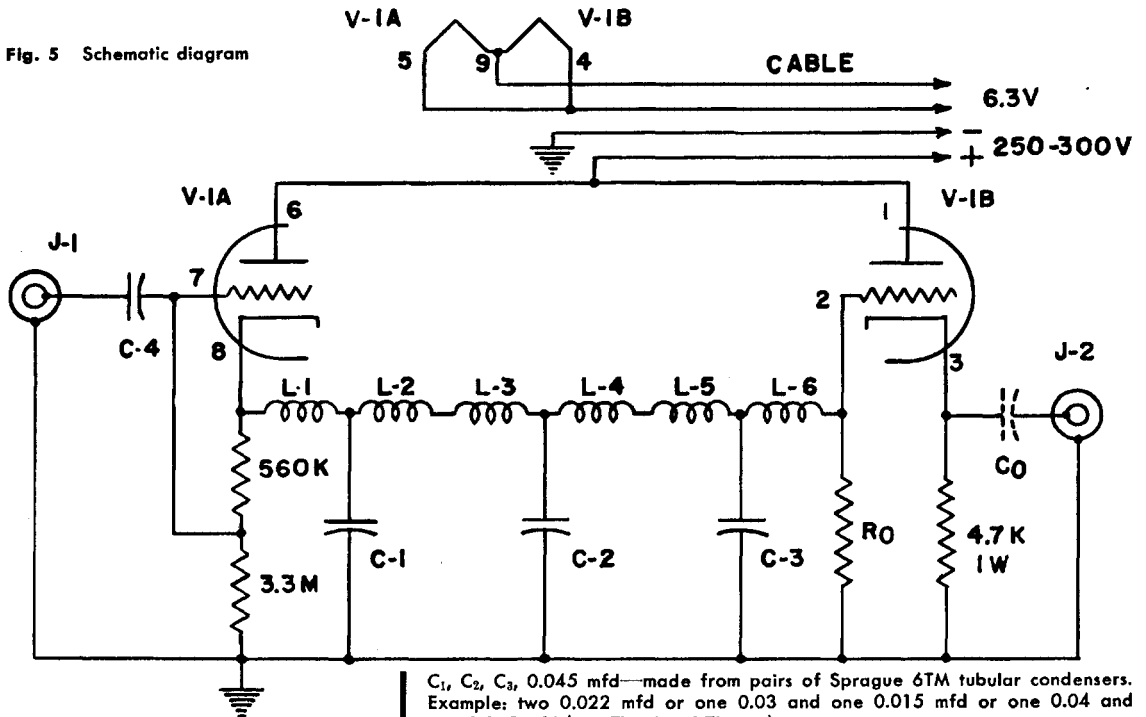 Fig. 5 Schematic diagram
V-1A V-1B
5 9 4
CABLE
6.3V
−
+ 250-300V
V-1A V-1B
6 1
J-1
7 2
C-4
8 3
J-2
L-1 L-2 L-3 L-4 L-5 L-6
560K
CO
C-1 C-2 C-3 RO 4.7K
1W
3.3M
C₁, C₂, C₃, 0.045 mfd—made from pairs of Sprague 6TM tubular condensers.
Example: two 0.022 mfd or one 0.03 and one 0.015 mfd or one 0.04 and